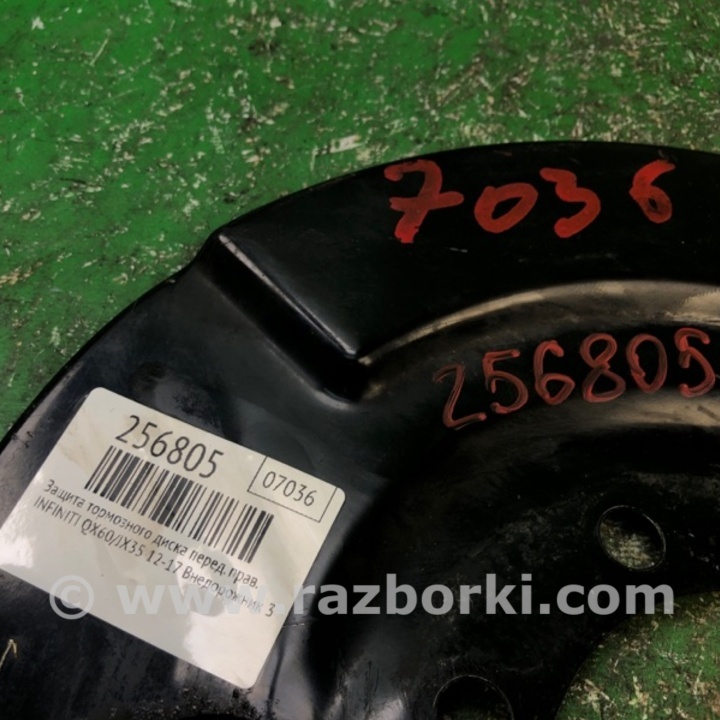 7036
256805
256805
07036
Защита тормозного диска перед. прав.
INFINITI QX60/JX35 12-17 Внедорожник 3.
© www.razborki.com